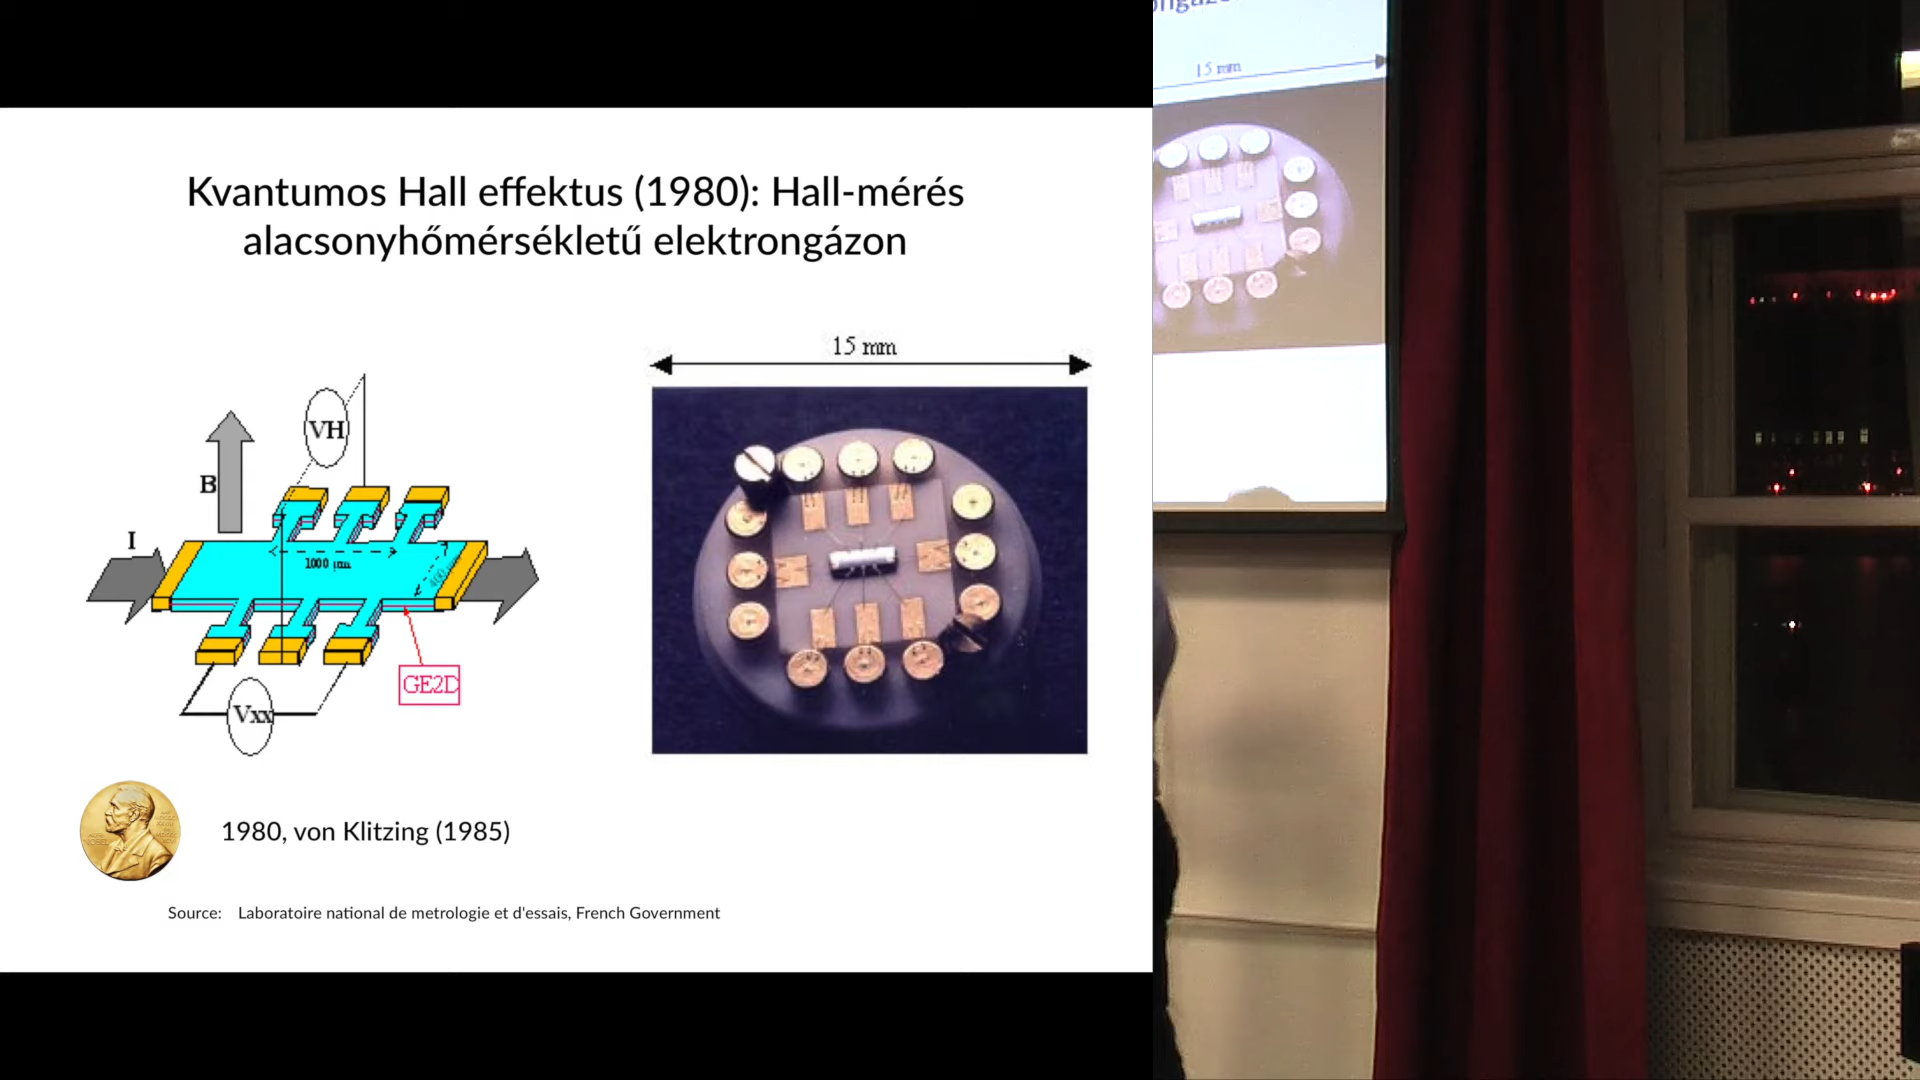 Kvantumos Hall effektus (1980): Hall-mérés
alacsonyhőmérsékletű elektrongázon
15 mm
VH
B
I
1000 µm
400
GE2D
Vxx
1980, von Klitzing (1985)
Source: Laboratoire national de metrologie et d'essais, French Government
15 mm